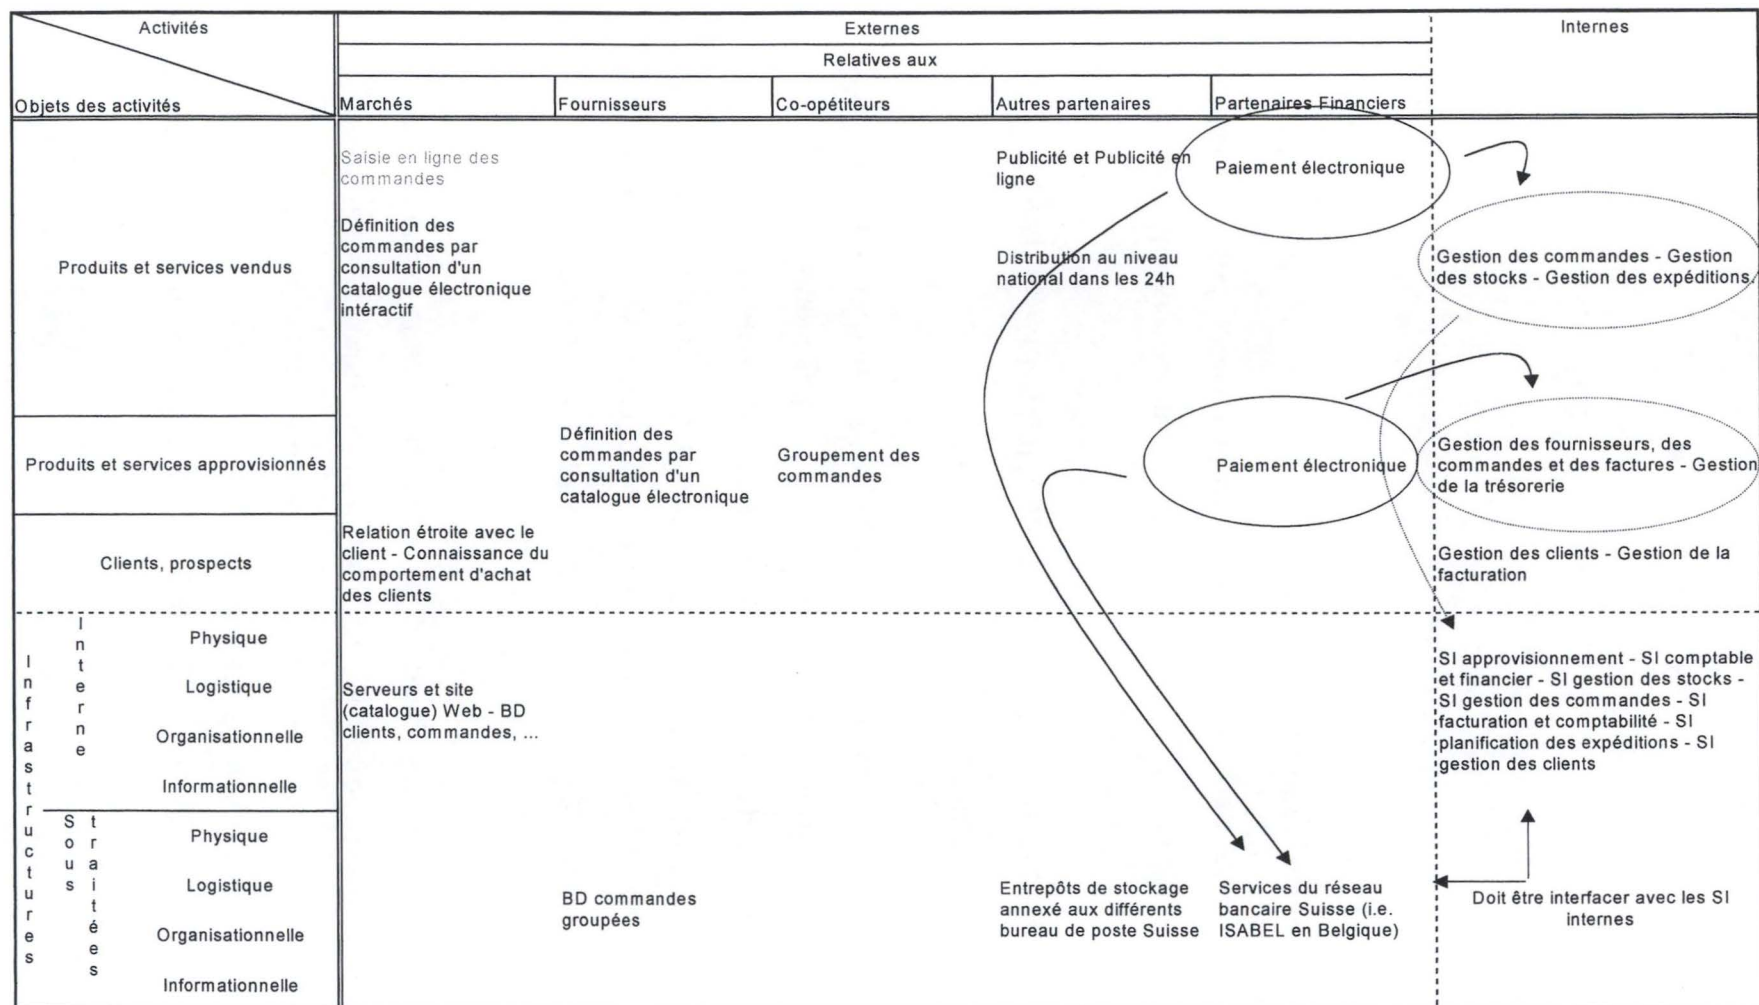 Activités
Externes
Internes
Relatives aux
Objets des activités
Marchés
Fournisseurs
Co-opétiteurs
Autres partenaires
Partenaires Financiers
Produits et services vendus
Saisie en ligne des
commandes
Définition des
commandes par
consultation d'un
catalogue électronique
intéractif
Publicité et Publicité en
ligne
Distribution au niveau
national dans les 24h
Paiement électronique
Gestion des commandes - Gestion
des stocks - Gestion des expéditions.
Produits et services approvisionnés
Définition des
commandes par
consultation d'un
catalogue électronique
Groupement des
commandes
Paiement électronique
Gestion des fournisseurs, des
commandes et des factures - Gestion
de la trésorerie
Clients, prospects
Relation étroite avec le
client - Connaissance du
comportement d'achat
des clients
Gestion des clients - Gestion de la
facturation
Infrastructures
Interne
Physique
Logistique
Organisationnelle
Informationnelle
Serveurs et site
(catalogue) Web - BD
clients, commandes, ...
SI approvisionnement - SI comptable
et financier - SI gestion des stocks -
SI gestion des commandes - SI
facturation et comptabilité - SI
planification des expéditions - SI
gestion des clients
Sous
traitées
Physique
Logistique
Organisationnelle
Informationnelle
BD commandes
groupées
Entrepôts de stockage
annexé aux différents
bureau de poste Suisse
Services du réseau
bancaire Suisse (i.e.
ISABEL en Belgique)
Doit être interfacer avec les SI
internes